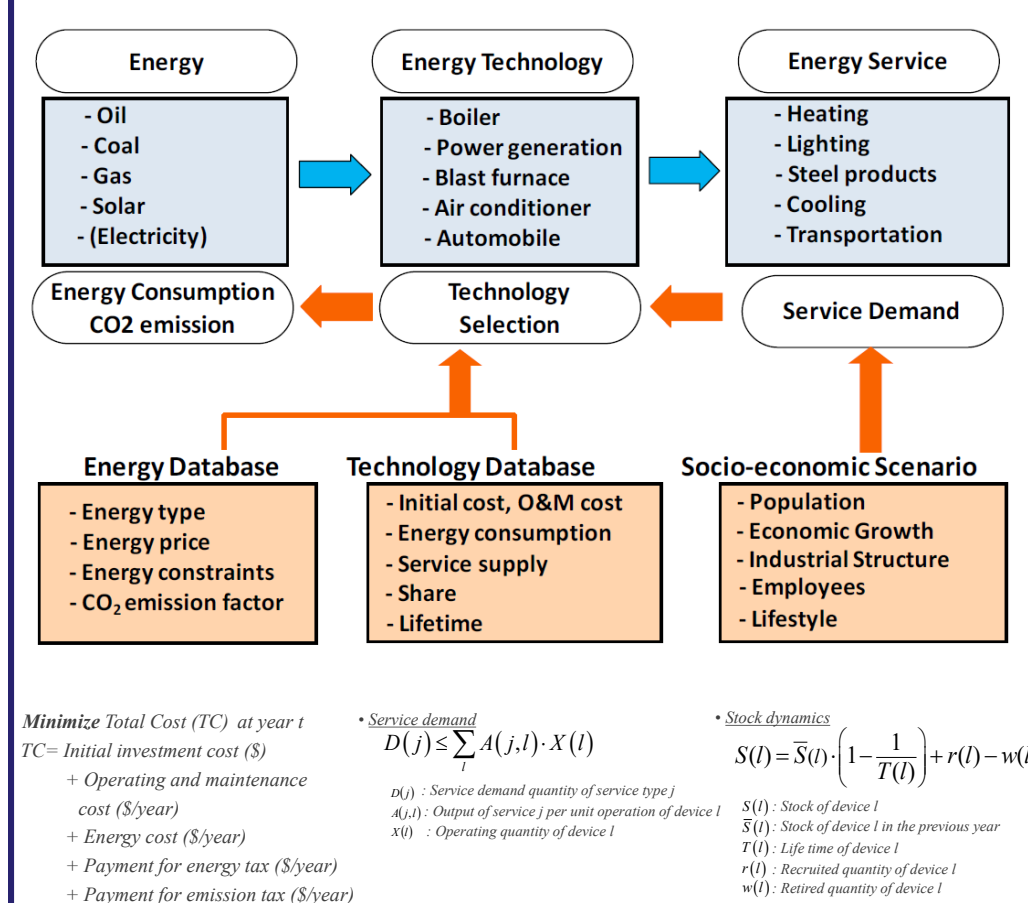 Energy
Energy Technology
Energy Service
- Oil
- Coal
- Gas
- Solar
- (Electricity)
- Boiler
- Power generation
- Blast furnace
- Air conditioner
- Automobile
- Heating
- Lighting
- Steel products
- Cooling
- Transportation
Energy Consumption
CO2 emission
Technology
Selection
Service Demand
Energy Database
- Energy type
- Energy price
- Energy constraints
- CO₂ emission factor
Technology Database
- Initial cost, O&M cost
- Energy consumption
- Service supply
- Share
- Lifetime
Socio-economic Scenario
- Population
- Economic Growth
- Industrial Structure
- Employees
- Lifestyle
Minimize Total Cost (TC) at year t
TC= Initial investment cost ($)
+ Operating and maintenance
cost ($/year)
+ Energy cost ($/year)
+ Payment for energy tax ($/year)
+ Payment for emission tax ($/year)
• Service demand
D(j) ≤ ∑_l A(j,l)·X(l)
D(j) : Service demand quantity of service type j
A(j,l) : Output of service j per unit operation of device l
X(l) : Operating quantity of device l
• Stock dynamics
S(l) = S̅(l)·(1 − 1/T(l)) + r(l) − w(l
S(l) : Stock of device l
S̅(l) : Stock of device l in the previous year
T(l) : Life time of device l
r(l) : Recruited quantity of device l
w(l) : Retired quantity of device l